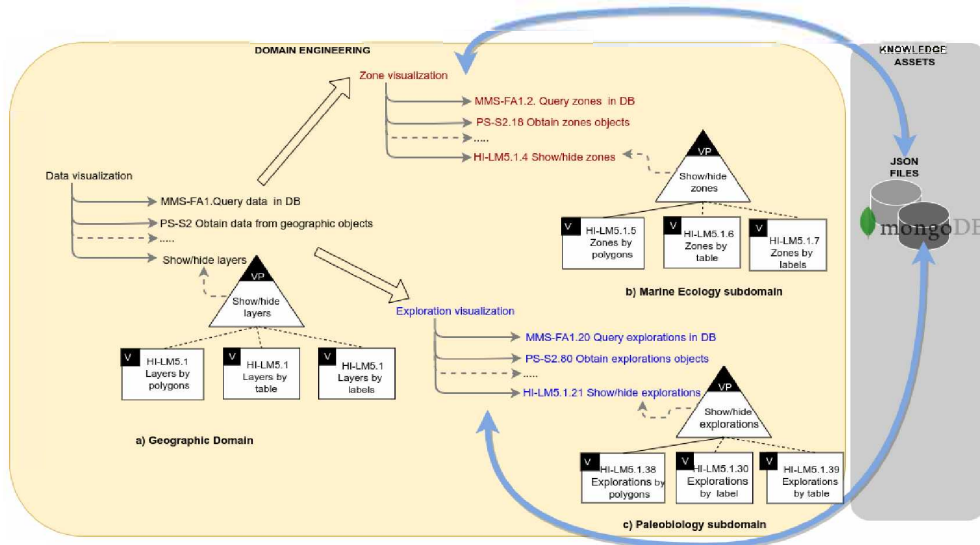 DOMAIN ENGINEERING
KNOWLEDGE
ASSETS
Zone visualization
MMS-FA1.2. Query zones in DB
PS-S2.18 Obtain zones objects
.....
HI-LM5.1.4 Show/hide zones
VP
Show/hide
zones
V
HI-LM5.1.5
Zones by
polygons
V
HI-LM5.1.6
Zones by
table
V
HI-LM5.1.7
Zones by
labels
b) Marine Ecology subdomain
Data visualization
MMS-FA1.Query data in DB
PS-S2 Obtain data from geographic objects
.....
Show/hide layers
VP
Show/hide
layers
V
HI-LM5.1
Layers by
polygons
V
HI-LM5.1
Layers by
table
V
HI-LM5.1
Layers by
labels
a) Geographic Domain
Exploration visualization
MMS-FA1.20 Query explorations in DB
PS-S2.80 Obtain explorations objects
.....
HI-LM5.1.21 Show/hide explorations
VP
Show/hide
explorations
V
HI-LM5.1.38
Explorations by
polygons
V
HI-LM5.1.30
Explorations
by label
V
HI-LM5.1.39
Explorations
by table
c) Paleobiology subdomain
JSON
FILES
mongoDB